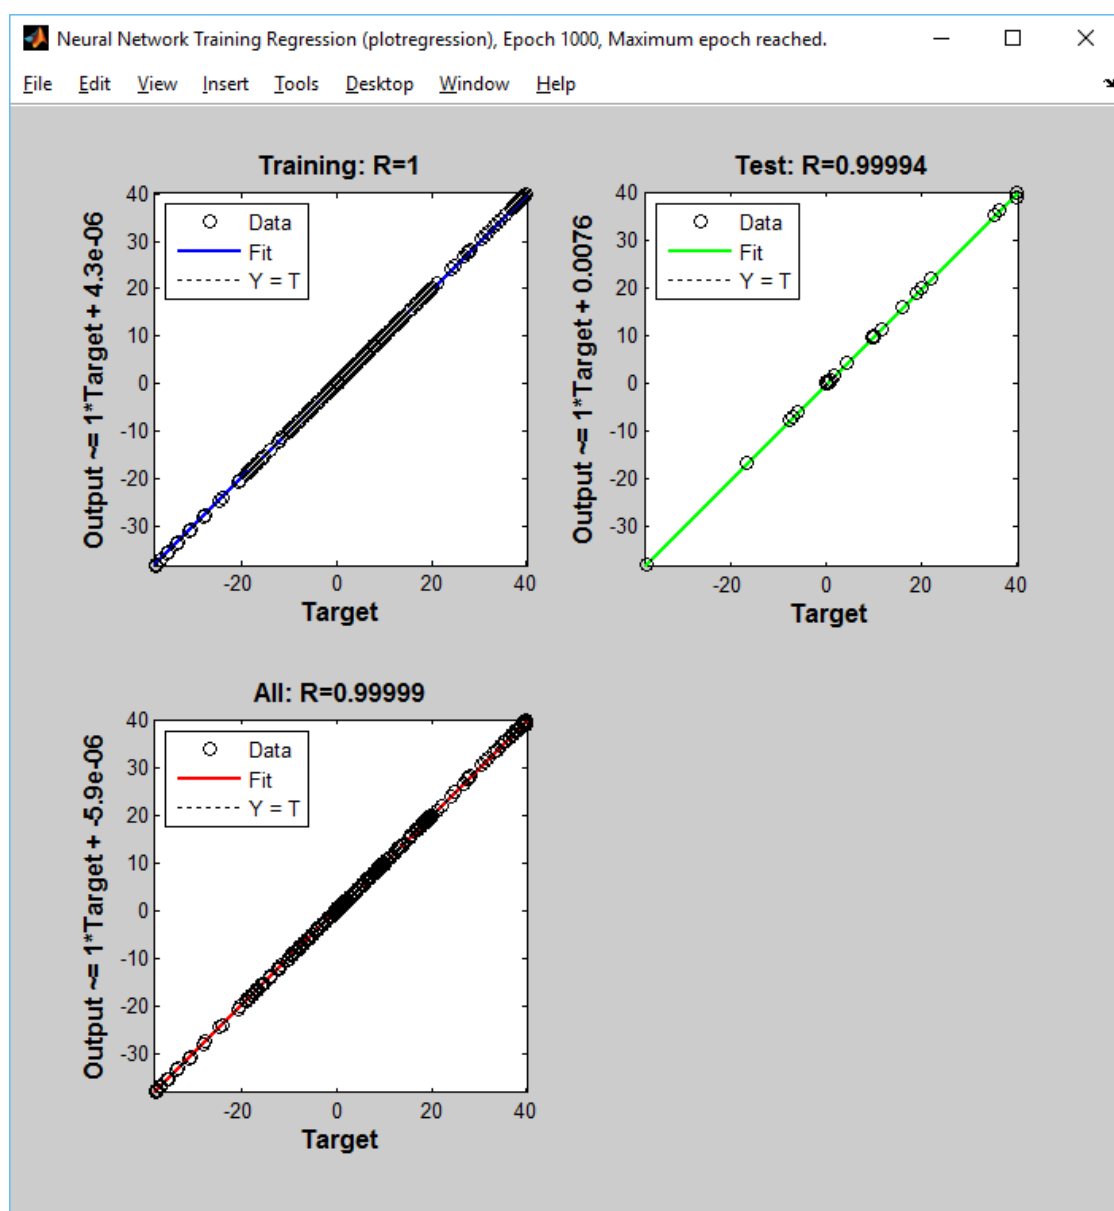 Neural Network Training Regression (plotregression), Epoch 1000, Maximum epoch reached.
File Edit View Insert Tools Desktop Window Help
Training: R=1
Output ~= 1*Target + 4.3e-06
40
30
20
10
0
-10
-20
-30
Data
Fit
Y = T
-20 0 20 40
Target
Test: R=0.99994
Output ~= 1*Target + 0.0076
40
30
20
10
0
-10
-20
-30
Data
Fit
Y = T
-20 0 20 40
Target
All: R=0.99999
Output ~= 1*Target + -5.9e-06
40
30
20
10
0
-10
-20
-30
Data
Fit
Y = T
-20 0 20 40
Target